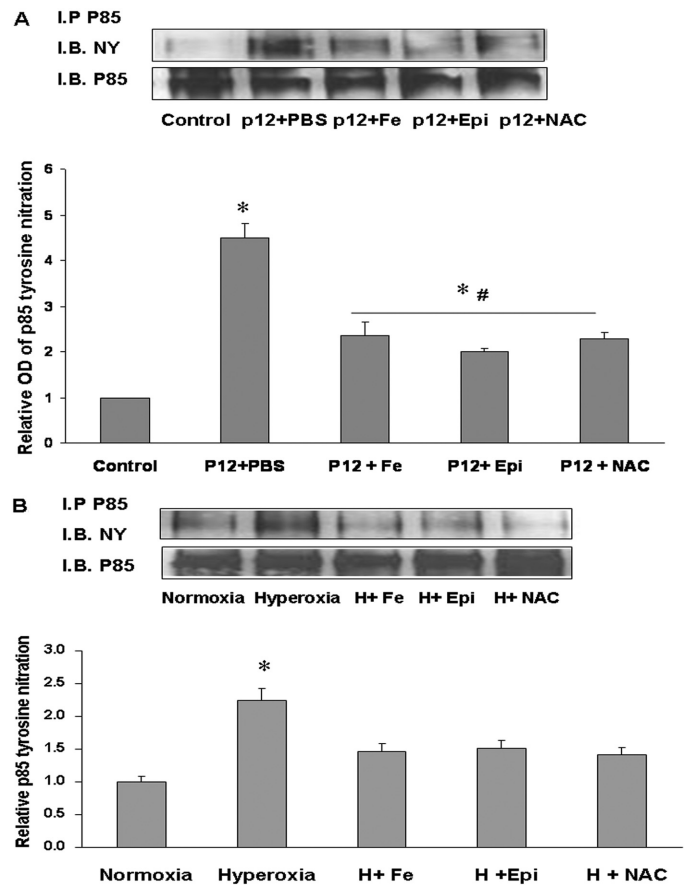 A
I.P P85
I.B. NY
I.B. P85
Control p12+PBS p12+Fe p12+Epi p12+NAC
Relative OD of p85 tyrosine nitration
6
5
4
3
2
1
0
*
* #
Control P12+PBS P12 + Fe P12+ Epi P12 + NAC
B
I.P P85
I.B. NY
I.B. P85
Normoxia Hyperoxia H+ Fe H+ Epi H+ NAC
Relative p85 tyrosine nitration
3.0
2.5
2.0
1.5
1.0
0.5
0.0
*
Normoxia Hyperoxia H+ Fe H +Epi H + NAC